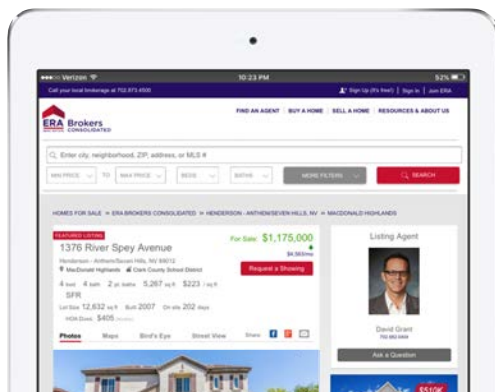 Verizon 10:23 PM 52%
Call your local brokerage at 702.873.4500 Sign Up (It's free!) | Sign In | Join ERA
ERA Brokers
CONSOLIDATED
FIND AN AGENT BUY A HOME SELL A HOME RESOURCES & ABOUT US
Enter city, neighborhood, ZIP, address, or MLS #
MIN PRICE TO MAX PRICE BEDS BATHS MORE FILTERS SEARCH
HOMES FOR SALE » ERA BROKERS CONSOLIDATED » HENDERSON - ANTHEM/SEVEN HILLS, NV » MACDONALD HIGHLANDS
FEATURED LISTING
1376 River Spey Avenue
For Sale: $1,175,000
Henderson - Anthem/Seven Hills, NV 89012
MacDonald Highlands Clark County School District
Request a Showing
4 bed 4 bath 2 pt. baths 5,267 sq ft $223 / sq ft
SFR
Lot Size 12,632 sq ft Built 2007 On site 202 days
HOA Dues: $405
Photos Maps Bird's Eye Street View Share
Listing Agent
David Grant
Ask a Question
$510K